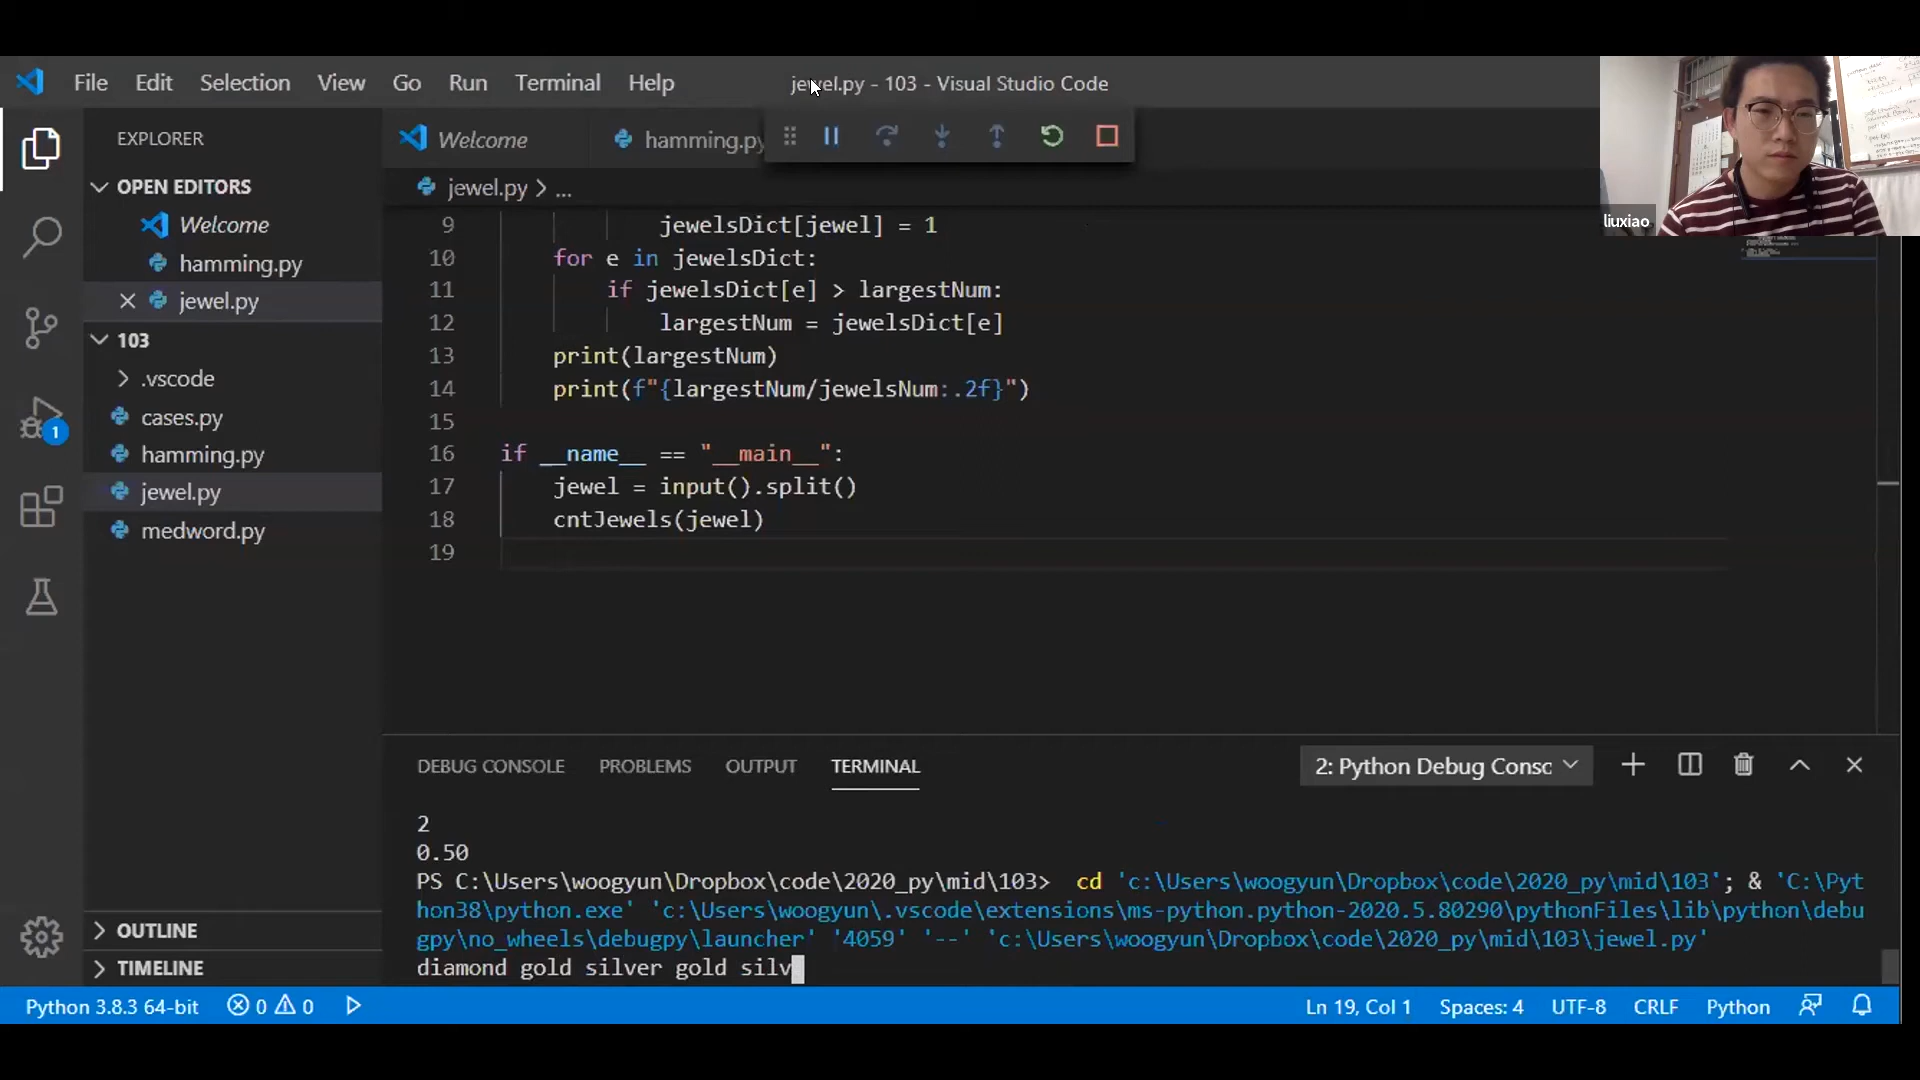 File Edit Selection View Go Run Terminal Help
jewel.py - 103 - Visual Studio Code
EXPLORER
OPEN EDITORS
Welcome
hamming.py
jewel.py
103
.vscode
cases.py
hamming.py
jewel.py
medword.py
OUTLINE
TIMELINE
Welcome
hamming.py
jewel.py > ...
9 jewelsDict[jewel] = 1
10 for e in jewelsDict:
11 if jewelsDict[e] > largestNum:
12 largestNum = jewelsDict[e]
13 print(largestNum)
14 print(f"{largestNum/jewelsNum:.2f}")
15
16 if __name__ == "__main__":
17 jewel = input().split()
18 cntJewels(jewel)
19
liuxiao
1
DEBUG CONSOLE PROBLEMS OUTPUT TERMINAL
2: Python Debug Consc
2
0.50
PS C:\Users\woogyun\Dropbox\code\2020_py\mid\103> cd 'c:\Users\woogyun\Dropbox\code\2020_py\mid\103'; & 'C:\Pyt
hon38\python.exe' 'c:\Users\woogyun\.vscode\extensions\ms-python.python-2020.5.80290\pythonFiles\lib\python\debu
gpy\no_wheels\debugpy\launcher' '4059' '--' 'c:\Users\woogyun\Dropbox\code\2020_py\mid\103\jewel.py'
diamond gold silver gold silv
Python 3.8.3 64-bit 0 0 Ln 19, Col 1 Spaces: 4 UTF-8 CRLF Python